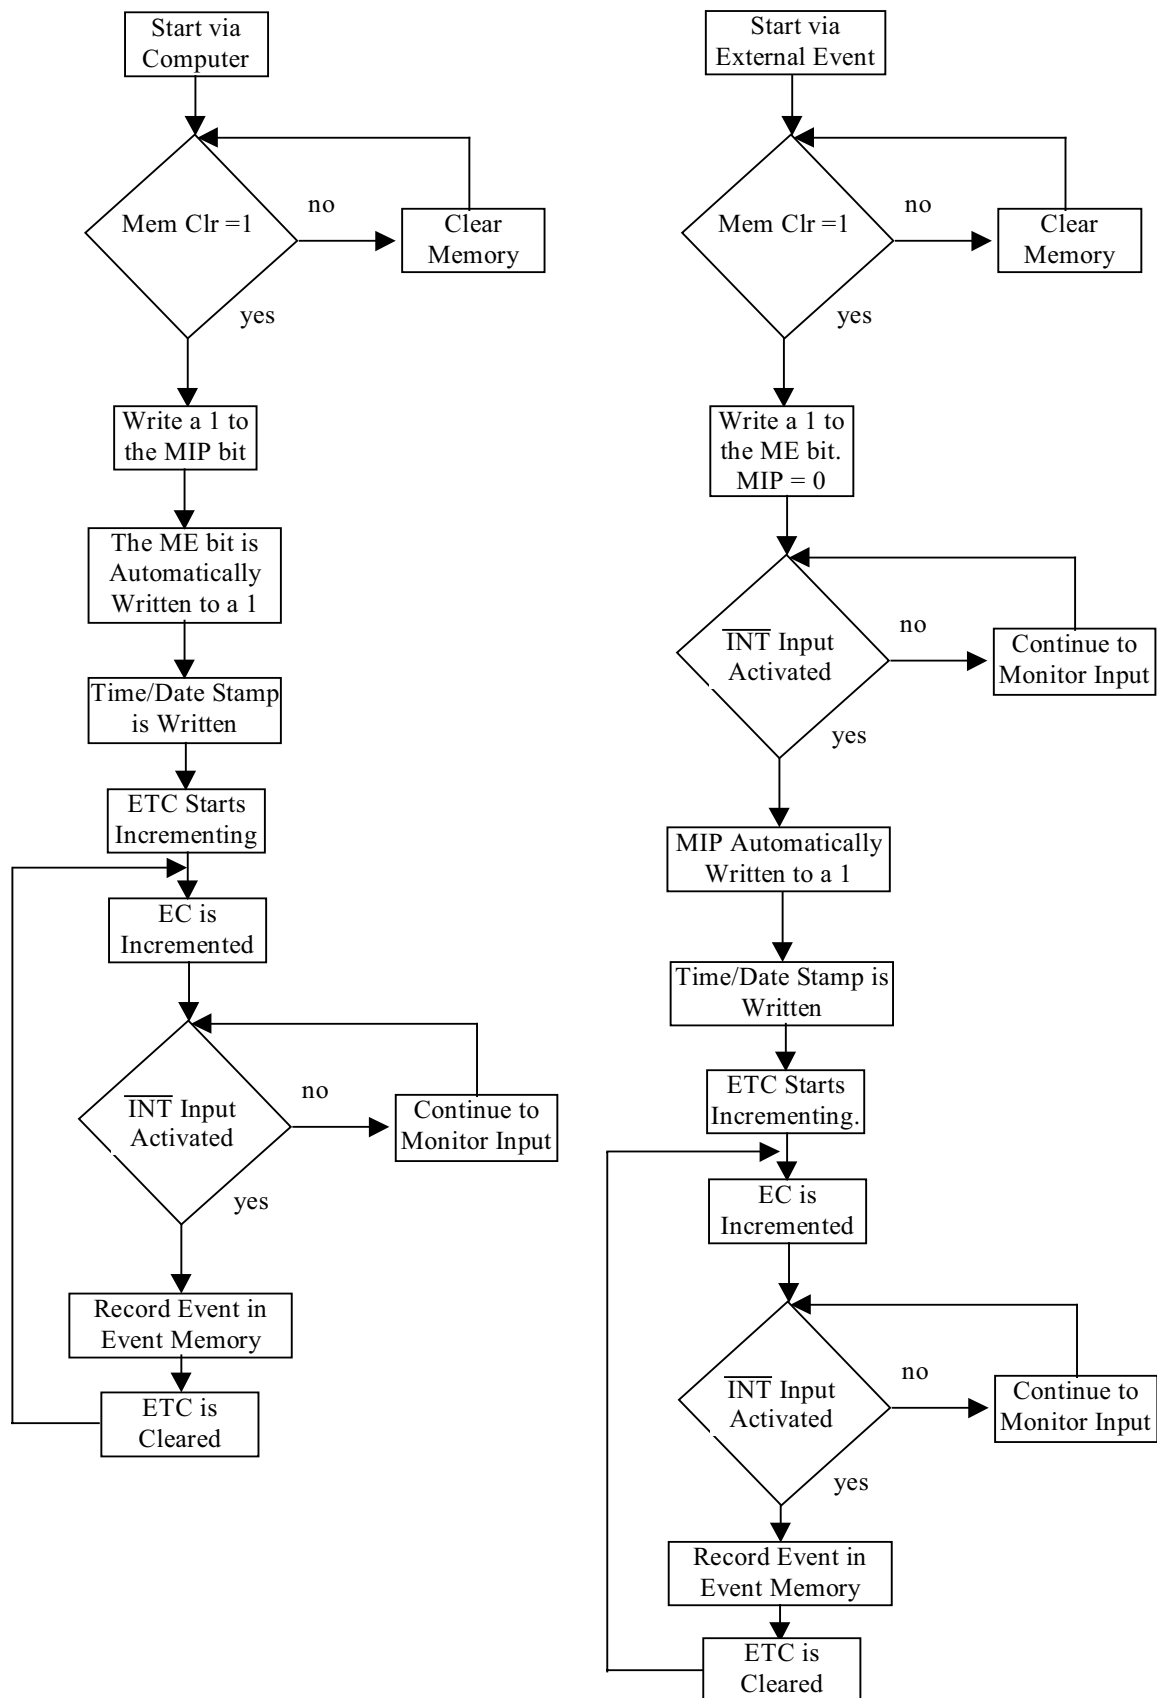 Start via
Computer
Mem Clr =1
no
Clear
Memory
yes
Write a 1 to
the MIP bit
The ME bit is
Automatically
Written to a 1
Time/Date Stamp
is Written
ETC Starts
Incrementing
EC is
Incremented
INT Input
Activated
no
Continue to
Monitor Input
yes
Record Event in
Event Memory
ETC is
Cleared
Start via
External Event
Mem Clr =1
no
Clear
Memory
yes
Write a 1 to
the ME bit.
MIP = 0
INT Input
Activated
no
Continue to
Monitor Input
yes
MIP Automatically
Written to a 1
Time/Date Stamp is
Written
ETC Starts
Incrementing.
EC is
Incremented
INT Input
Activated
no
Continue to
Monitor Input
yes
Record Event in
Event Memory
ETC is
Cleared